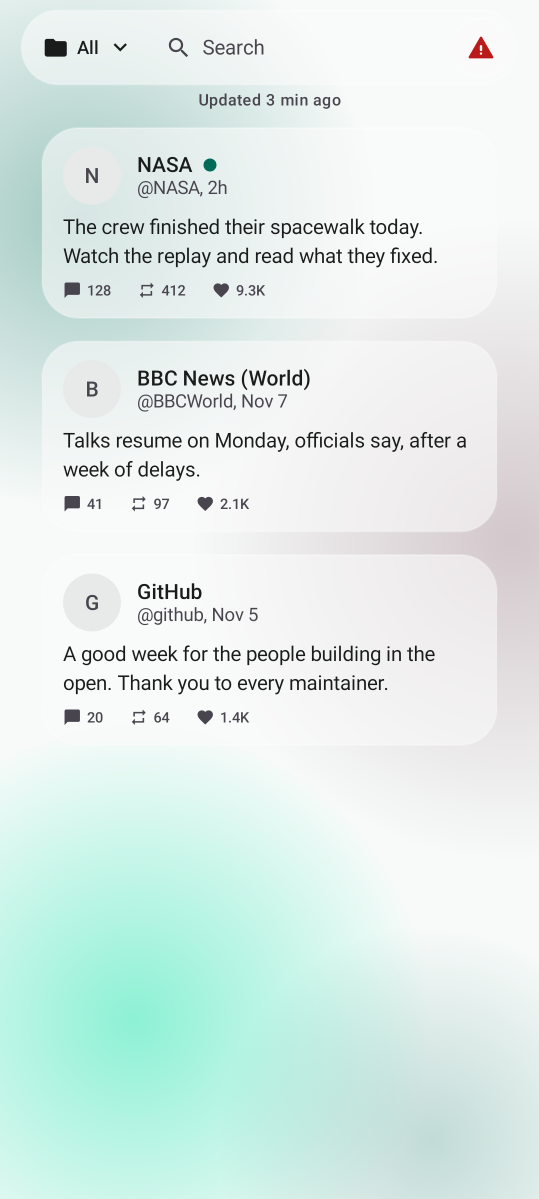 All
Search
Updated 3 min ago
N
NASA
@NASA, 2h
The crew finished their spacewalk today.
Watch the replay and read what they fixed.
128 412 9.3K
B
BBC News (World)
@BBCWorld, Nov 7
Talks resume on Monday, officials say, after a
week of delays.
41 97 2.1K
G
GitHub
@github, Nov 5
A good week for the people building in the
open. Thank you to every maintainer.
20 64 1.4K